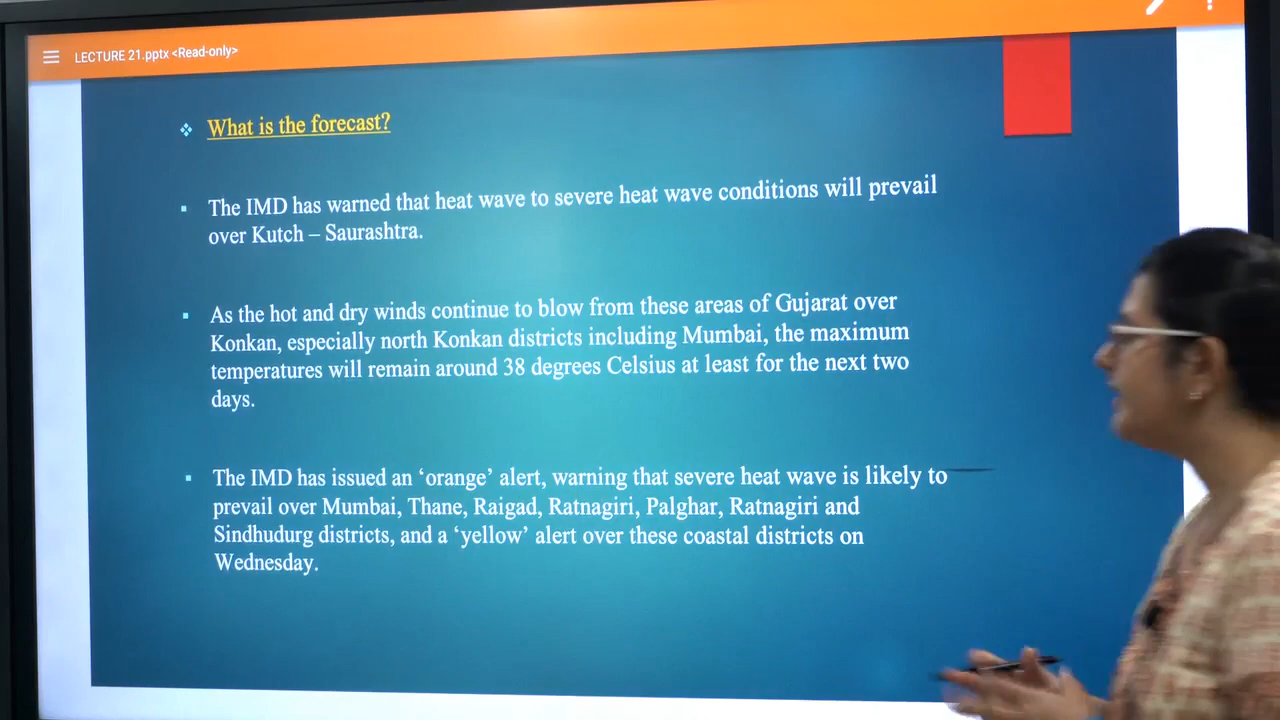 LECTURE 21.pptx <Read-only>
What is the forecast?
The IMD has warned that heat wave to severe heat wave conditions will prevail
over Kutch – Saurashtra.
As the hot and dry winds continue to blow from these areas of Gujarat over
Konkan, especially north Konkan districts including Mumbai, the maximum
temperatures will remain around 38 degrees Celsius at least for the next two
days.
The IMD has issued an ‘orange’ alert, warning that severe heat wave is likely to
prevail over Mumbai, Thane, Raigad, Ratnagiri, Palghar, Ratnagiri and
Sindhudurg districts, and a ‘yellow’ alert over these coastal districts on
Wednesday.